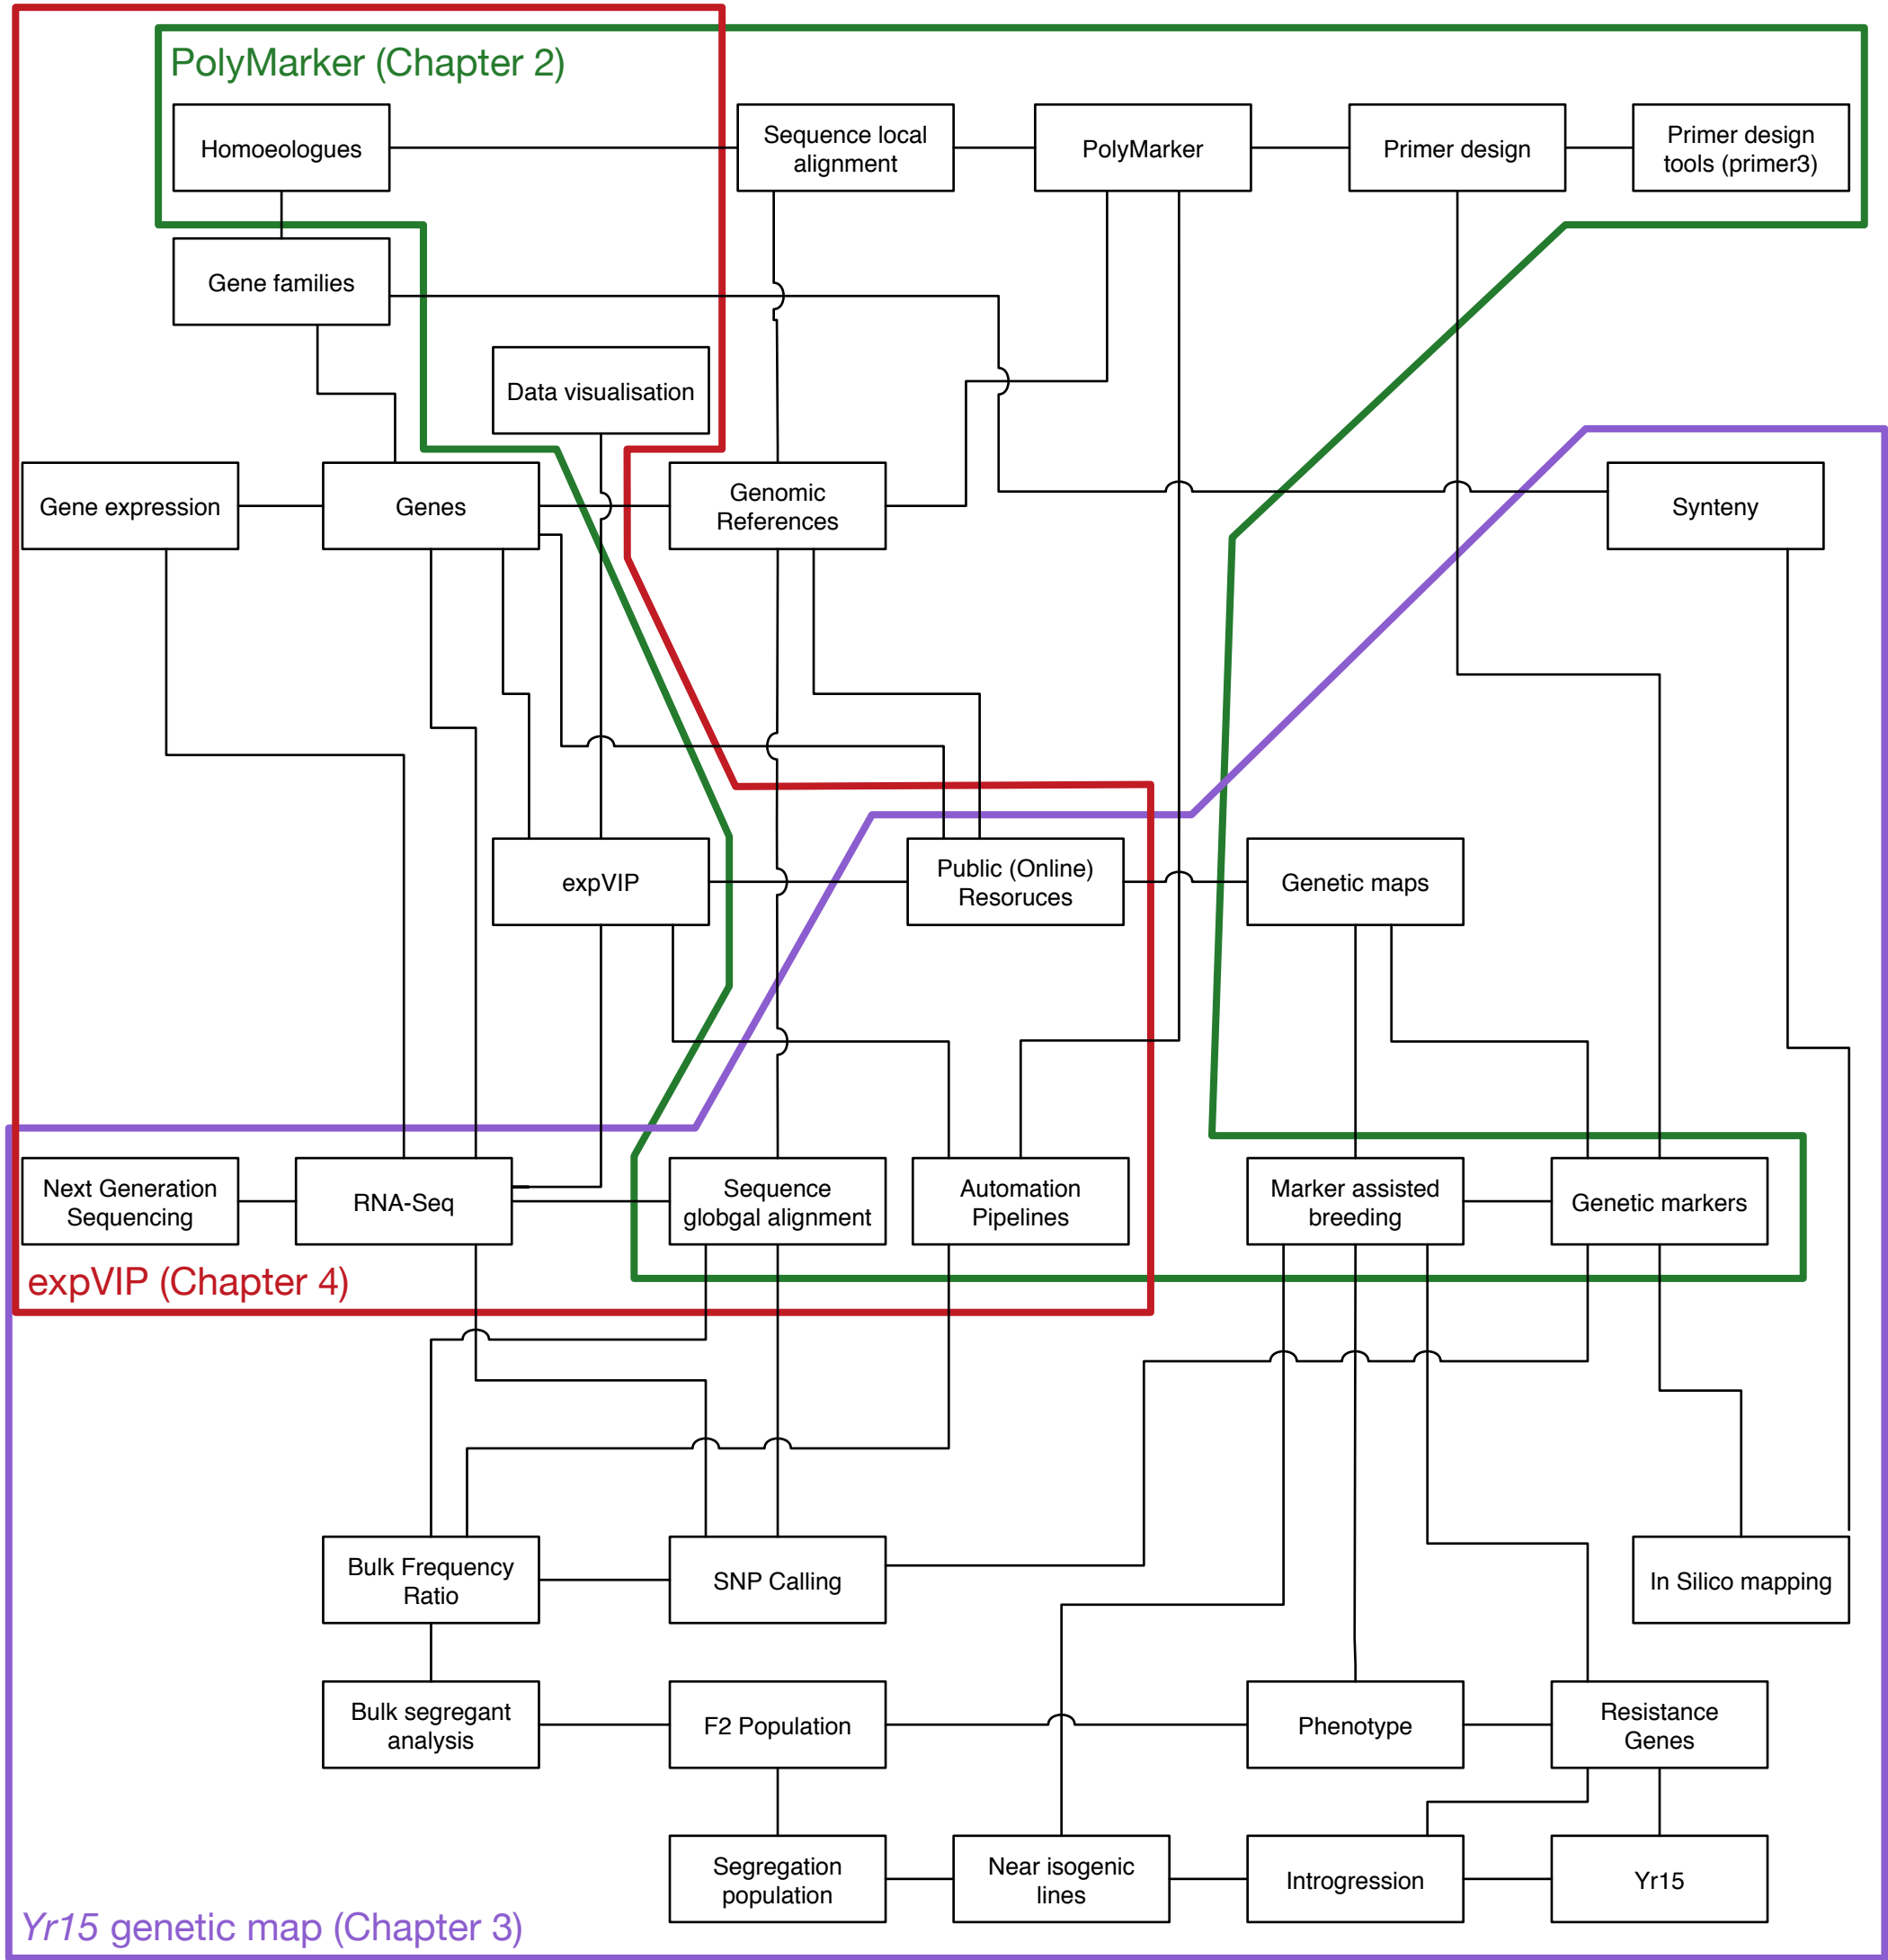 PolyMarker (Chapter 2)
Homoeologues
Sequence local
alignment
PolyMarker
Primer design
Primer design
tools (primer3)
Gene families
Data visualisation
Gene expression
Genes
Genomic
References
Synteny
expVIP
Public (Online)
Resoruces
Genetic maps
Next Generation
Sequencing
RNA-Seq
Sequence
globgal alignment
Automation
Pipelines
Marker assisted
breeding
Genetic markers
expVIP (Chapter 4)
Bulk Frequency
Ratio
SNP Calling
In Silico mapping
Bulk segregant
analysis
F2 Population
Phenotype
Resistance
Genes
Segregation
population
Near isogenic
lines
Introgression
Yr15
Yr15 genetic map (Chapter 3)